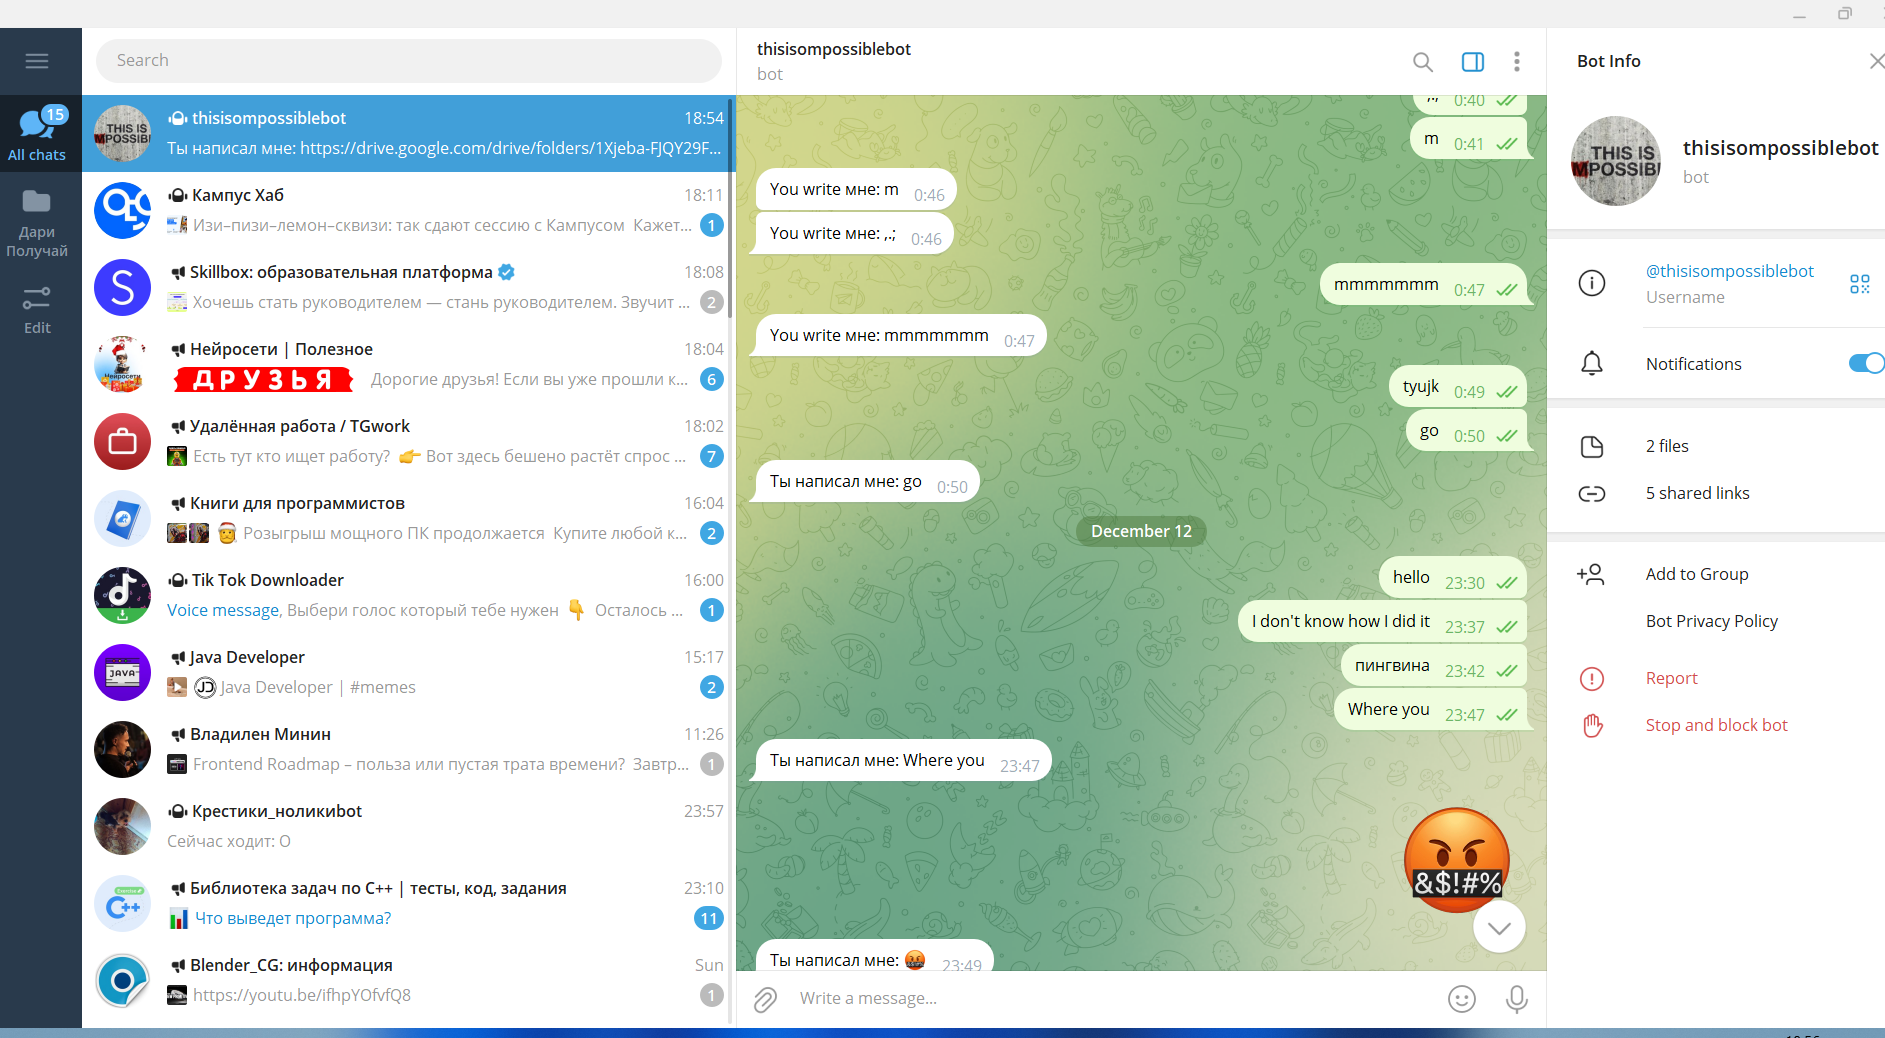 Search
15
All chats
Дари
Получай
Edit
THIS IS
MPOSSIBL
thisisompossiblebot
18:54
Ты написал мне: https://drive.google.com/drive/folders/1Xjeba-FJQY29F...
Кампус Хаб
18:11
Изи–пизи–лемон–сквизи: так сдают сессию с Кампусом Кажет...
1
S
Skillbox: образовательная платформа
18:08
Хочешь стать руководителем — стань руководителем. Звучит ...
2
Нейросети
Нейросети | Полезное
18:04
ДРУЗЬЯ Дорогие друзья! Если вы уже прошли к...
6
Удалённая работа / TGwork
18:02
Есть тут кто ищет работу? 👉 Вот здесь бешено растёт спрос ...
7
Книги для программистов
16:04
🎅 Розыгрыш мощного ПК продолжается Купите любой к...
2
Tik Tok Downloader
16:00
Voice message, Выбери голос который тебе нужен 👇 Осталось ...
1
JAVA
Java Developer
15:17
JD Java Developer | #memes
2
Владилен Минин
11:26
Frontend Roadmap – польза или пустая трата времени? Завтр...
1
Крестики_ноликиbot
23:57
Сейчас ходит: O
C++
Библиотека задач по C++ | тесты, код, задания
23:10
📊 Что выведет программа?
11
Blender_CG: информация
Sun
https://youtu.be/ifhpYOfvfQ8
1
thisisompossiblebot
bot
,.; 0:40
m 0:41
You write мне: m 0:46
You write мне: ,.; 0:46
mmmmmmm 0:47
You write мне: mmmmmmm 0:47
tyujk 0:49
go 0:50
Ты написал мне: go 0:50
December 12
hello 23:30
I don't know how I did it 23:37
пингвина 23:42
Where you 23:47
Ты написал мне: Where you 23:47
&$!#%
Ты написал мне: 🤬 23:49
Write a message...
Bot Info
THIS IS
MPOSSIBL
thisisompossiblebot
bot
@thisisompossiblebot
Username
Notifications
2 files
5 shared links
Add to Group
Bot Privacy Policy
Report
Stop and block bot